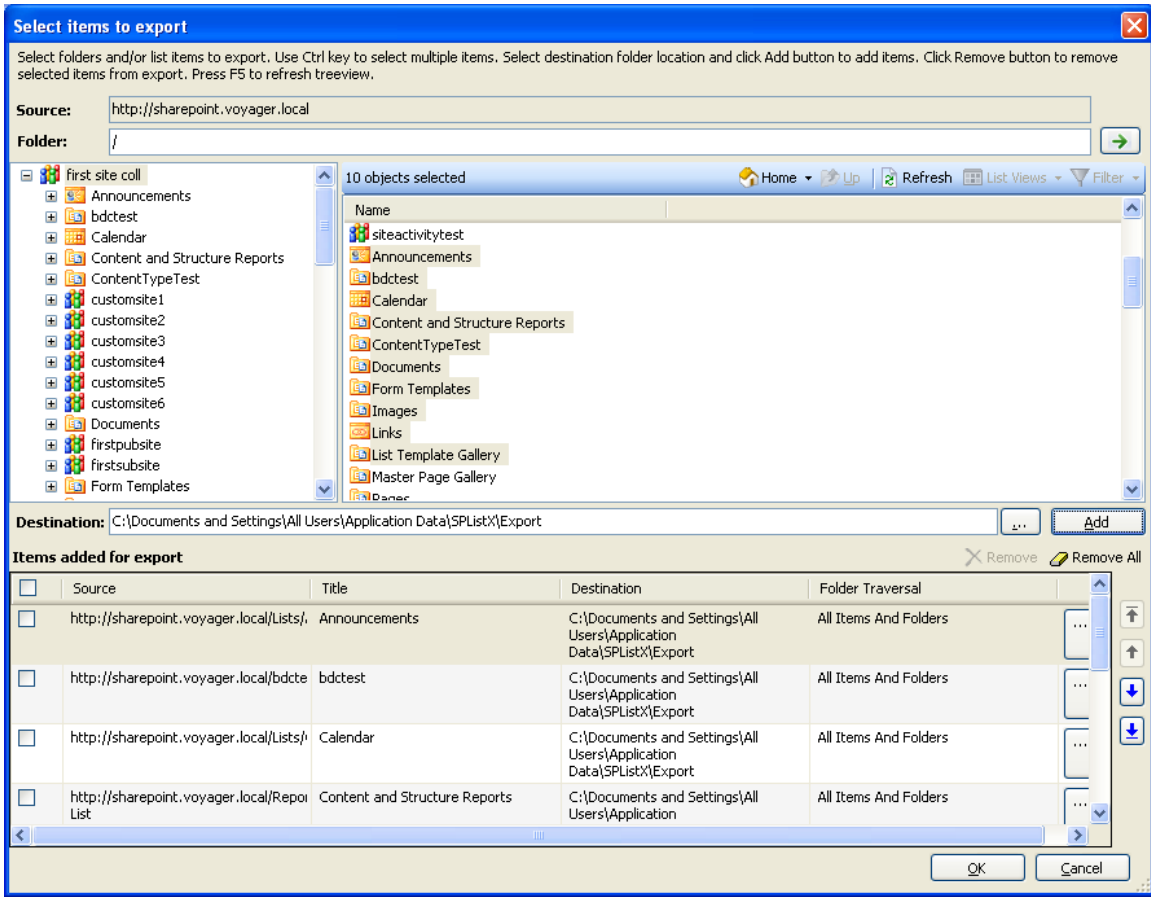 Select items to export
Select folders and/or list items to export. Use Ctrl key to select multiple items. Select destination folder location and click Add button to add items. Click Remove button to remove
selected items from export. Press F5 to refresh treeview.
Source: http://sharepoint.voyager.local
Folder: /
first site coll
Announcements
bdctest
Calendar
Content and Structure Reports
ContentTypeTest
customsite1
customsite2
customsite3
customsite4
customsite5
customsite6
Documents
firstpubsite
firstsubsite
Form Templates
10 objects selected Home Up Refresh List Views Filter
Name
siteactivitytest
Announcements
bdctest
Calendar
Content and Structure Reports
ContentTypeTest
Documents
Form Templates
Images
Links
List Template Gallery
Master Page Gallery
Pages
Destination: C:\Documents and Settings\All Users\Application Data\SPListX\Export ... Add
Items added for export Remove Remove All
Source Title Destination Folder Traversal
http://sharepoint.voyager.local/Lists/ Announcements C:\Documents and Settings\All All Items And Folders ...
Users\Application
Data\SPListX\Export
http://sharepoint.voyager.local/bdcte bdctest C:\Documents and Settings\All All Items And Folders ...
Users\Application
Data\SPListX\Export
http://sharepoint.voyager.local/Lists/ Calendar C:\Documents and Settings\All All Items And Folders ...
Users\Application
Data\SPListX\Export
http://sharepoint.voyager.local/Repor Content and Structure Reports C:\Documents and Settings\All All Items And Folders ...
List Users\Application
OK Cancel